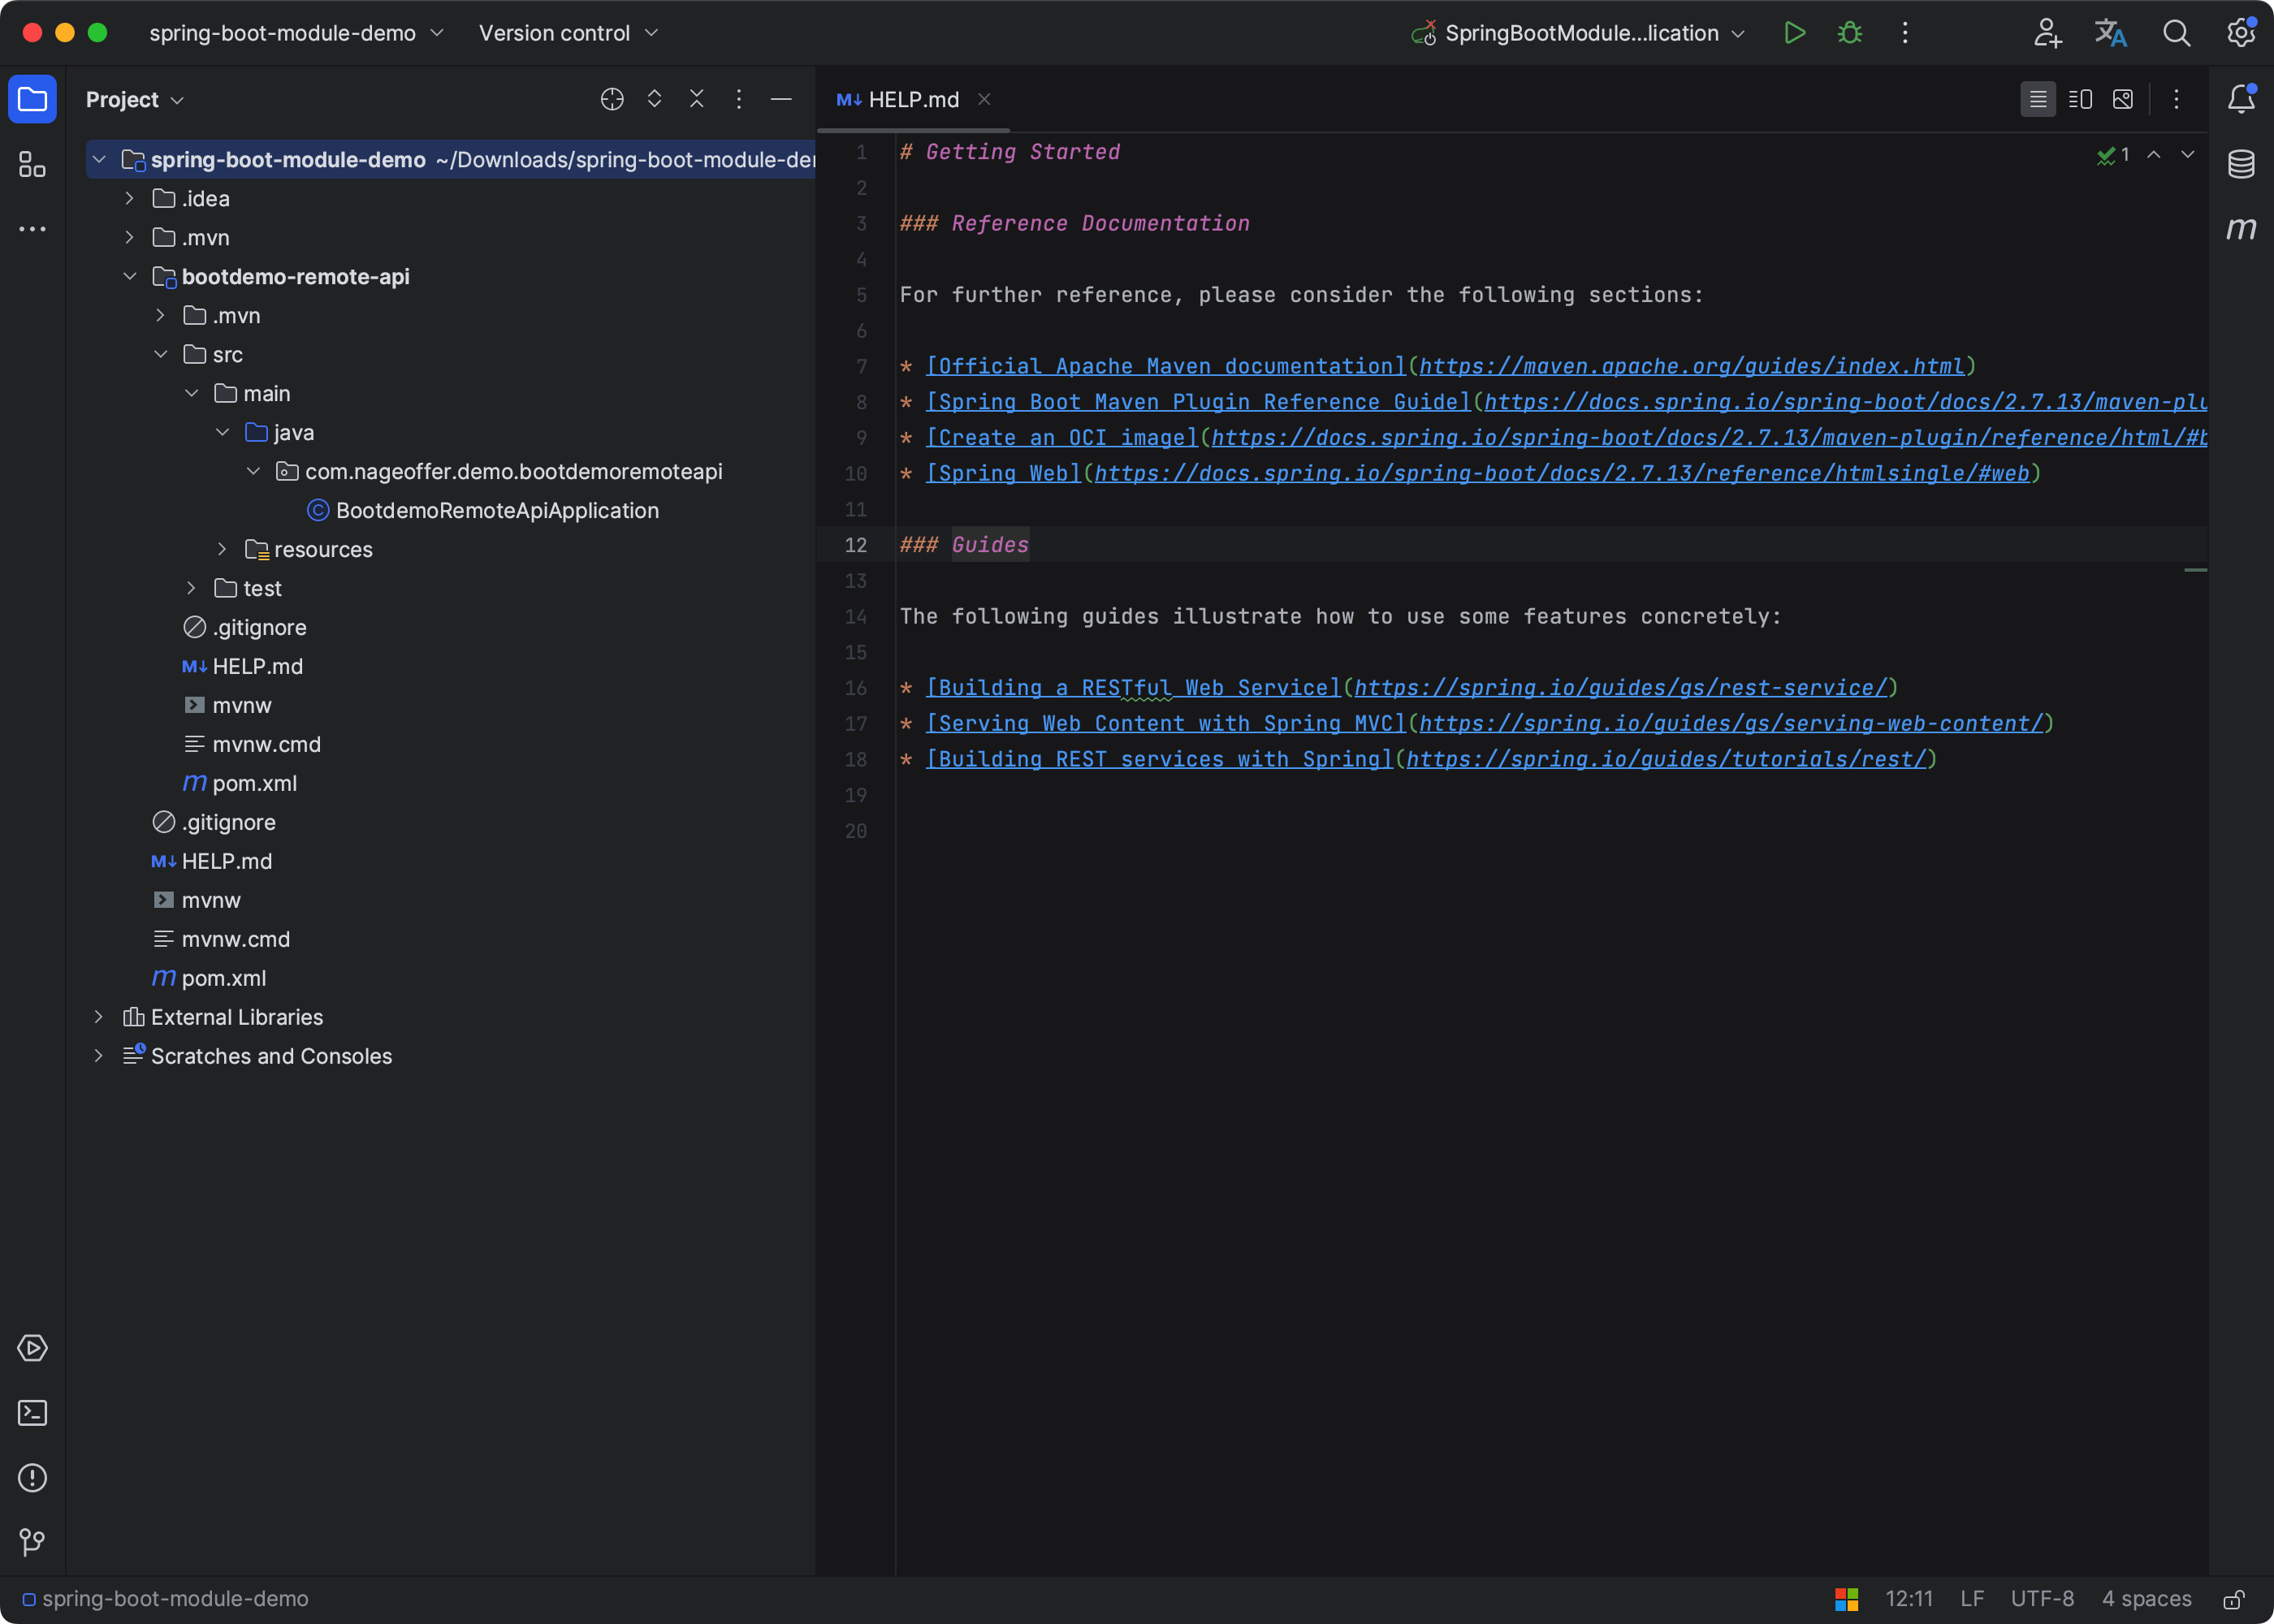 spring-boot-module-demo
Version control
SpringBootModule...lication
Project
HELP.md
spring-boot-module-demo ~/Downloads/spring-boot-module-de
.idea
.mvn
bootdemo-remote-api
.mvn
src
main
java
com.nageoffer.demo.bootdemoremoteapi
BootdemoRemoteApiApplication
resources
test
.gitignore
HELP.md
mvnw
mvnw.cmd
pom.xml
.gitignore
HELP.md
mvnw
mvnw.cmd
pom.xml
External Libraries
Scratches and Consoles
1 # Getting Started
2
3 ### Reference Documentation
4
5 For further reference, please consider the following sections:
6
7 * [Official Apache Maven documentation](https://maven.apache.org/guides/index.html)
8 * [Spring Boot Maven Plugin Reference Guide](https://docs.spring.io/spring-boot/docs/2.7.13/maven-plu
9 * [Create an OCI image](https://docs.spring.io/spring-boot/docs/2.7.13/maven-plugin/reference/html/#b
10 * [Spring Web](https://docs.spring.io/spring-boot/docs/2.7.13/reference/htmlsingle/#web)
11
12 ### Guides
13
14 The following guides illustrate how to use some features concretely:
15
16 * [Building a RESTful Web Service](https://spring.io/guides/gs/rest-service/)
17 * [Serving Web Content with Spring MVC](https://spring.io/guides/gs/serving-web-content/)
18 * [Building REST services with Spring](https://spring.io/guides/tutorials/rest/)
19
20
1
spring-boot-module-demo
12:11 LF UTF-8 4 spaces